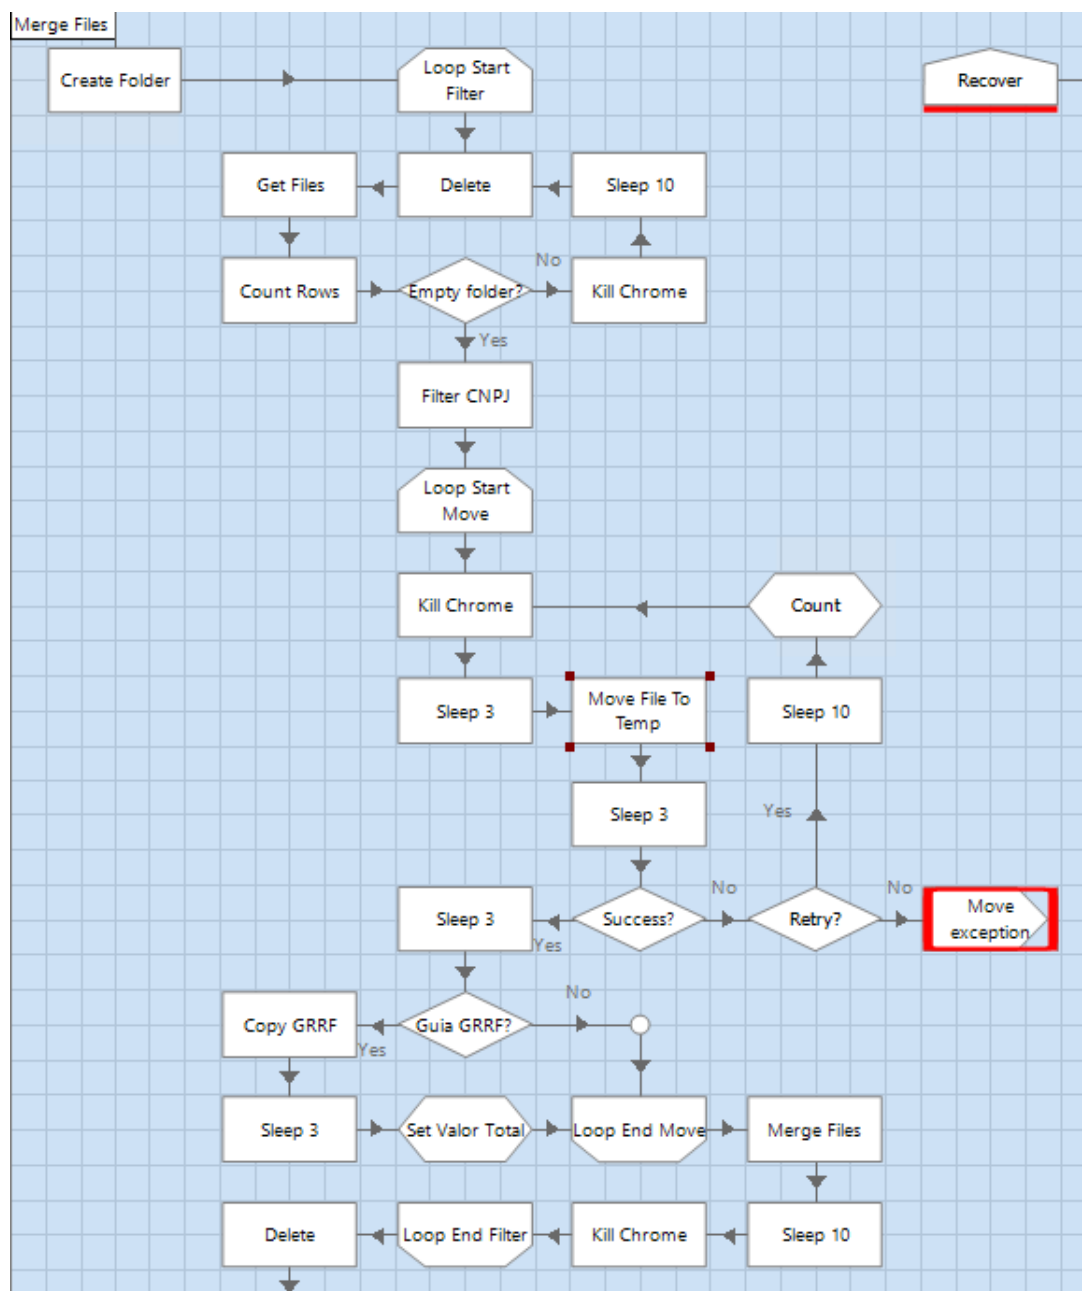 Merge Files
Create Folder
Loop Start
Filter
Recover
Get Files
Delete
Sleep 10
Count Rows
Empty folder?
No
Kill Chrome
Yes
Filter CNPJ
Loop Start
Move
Kill Chrome
Count
Sleep 3
Move File To
Temp
Sleep 10
Sleep 3
Yes
Sleep 3
Yes
Success?
No
Retry?
No
Move
exception
Copy GRRF
Yes
Guia GRRF?
No
Sleep 3
Set Valor Total
Loop End Move
Merge Files
Delete
Loop End Filter
Kill Chrome
Sleep 10